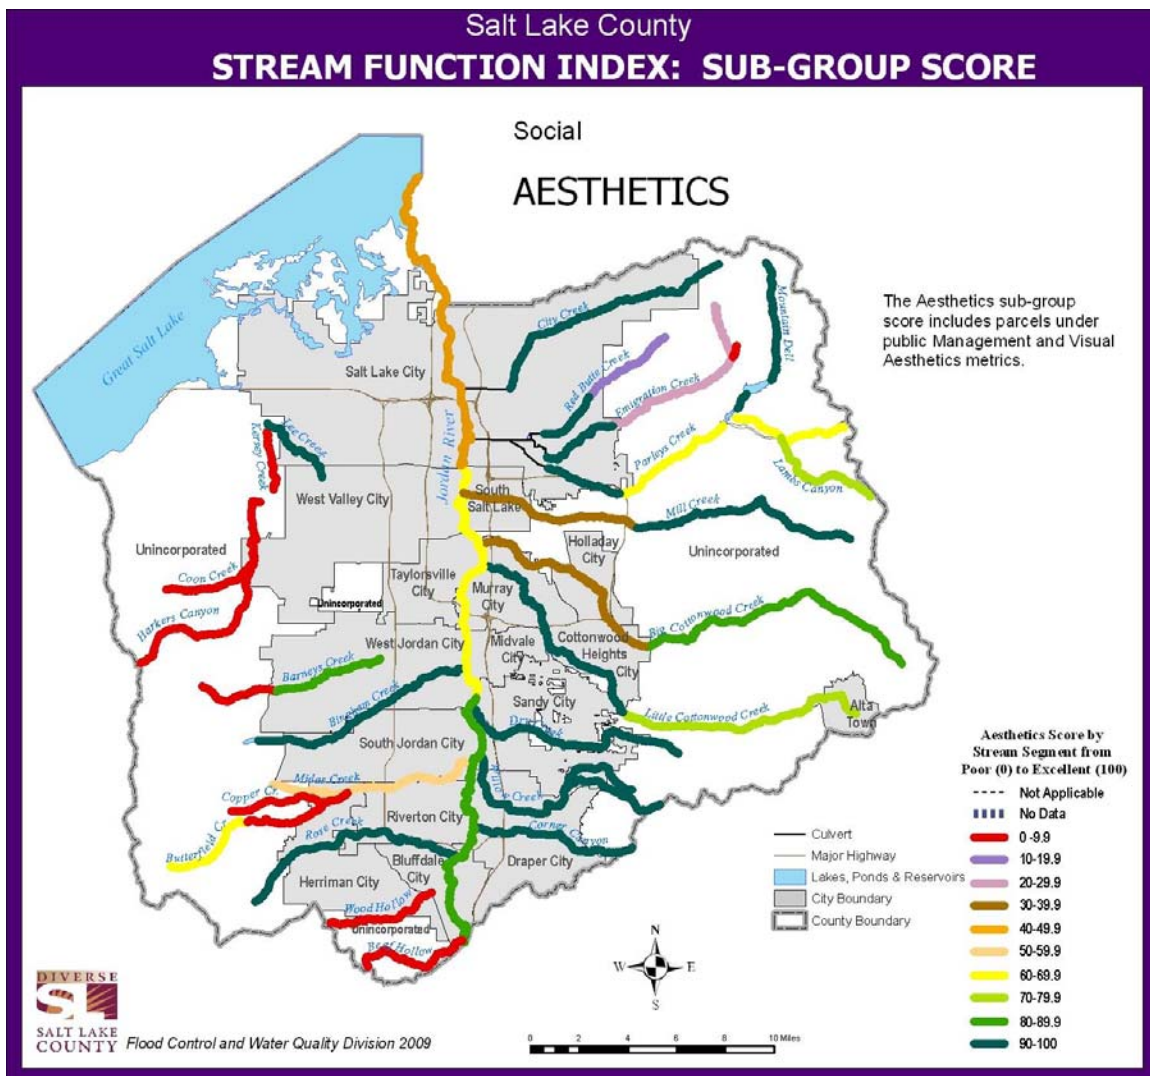 Salt Lake County
STREAM FUNCTION INDEX: SUB-GROUP SCORE
Social
AESTHETICS
The Aesthetics sub-group
score includes parcels under
public Management and Visual
Aesthetics metrics.
Great Salt Lake
Salt Lake City
City Creek
Mountain Dell
Red Butte Creek
Emigration Creek
Jordan River
Kersey Creek
Lee Creek
Parleys Creek
Lambs Canyon
West Valley City
South
Salt Lake
Mill Creek
Unincorporated
Holladay
City
Unincorporated
Coon Creek
Taylorsville
City
Murray
City
Unincorporated
Harkers Canyon
Big Cottonwood Creek
West Jordan City
Midvale
City
Cottonwood
Heights
City
Barneys Creek
Bingham Creek
Sandy City
Little Cottonwood Creek
Alta
Town
Dry Creek
South Jordan City
Midas Creek
Willow Creek
Copper Cr.
Riverton City
Rose Creek
Corner Canyon
Butterfield Cr.
Bluffdale
City
Draper City
Herriman City
Wood Hollow
Unincorporated
Beef Hollow
Culvert
Major Highway
Lakes, Ponds & Reservoirs
City Boundary
County Boundary
Aesthetics Score by
Stream Segment from
Poor (0) to Excellent (100)
Not Applicable
No Data
0 -9.9
10-19.9
20-29.9
30-39.9
40-49.9
50-59.9
60-69.9
70-79.9
80-89.9
90-100
N
W E
S
0 2 4 6 8 10 Miles
DIVERSE
SL
SALT LAKE
COUNTY
Flood Control and Water Quality Division 2009